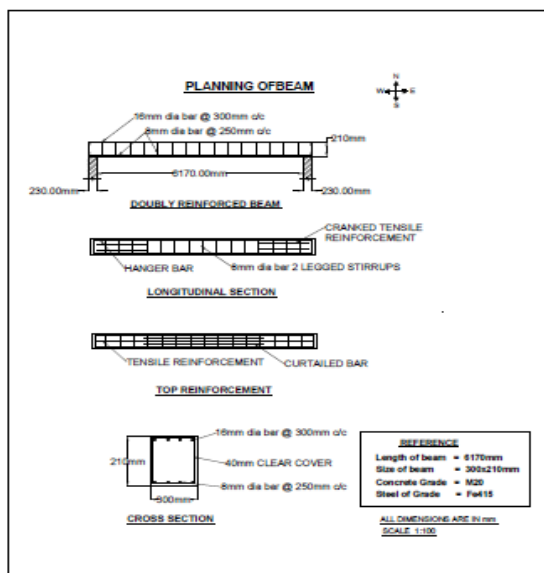 PLANNING OFBEAM
N
W E
S
16mm dia bar @ 300mm c/c
8mm dia bar @ 250mm c/c
210mm
6170.00mm
230.00mm
230.00mm
DOUBLY REINFORCED BEAM
CRANKED TENSILE
REINFORCEMENT
HANGER BAR
8mm dia bar 2 LEGGED STIRRUPS
LONGITUDINAL SECTION
TENSILE REINFORCEMENT
CURTAILED BAR
TOP REINFORCEMENT
16mm dia bar @ 300mm c/c
210mm
40mm CLEAR COVER
8mm dia bar @ 250mm c/c
300mm
CROSS SECTION
REFERENCE
Length of beam = 6170mm
Size of beam = 300x210mm
Concrete Grade = M20
Steel of Grade = Fe415
ALL DIMENSIONS ARE IN mm
SCALE 1:100